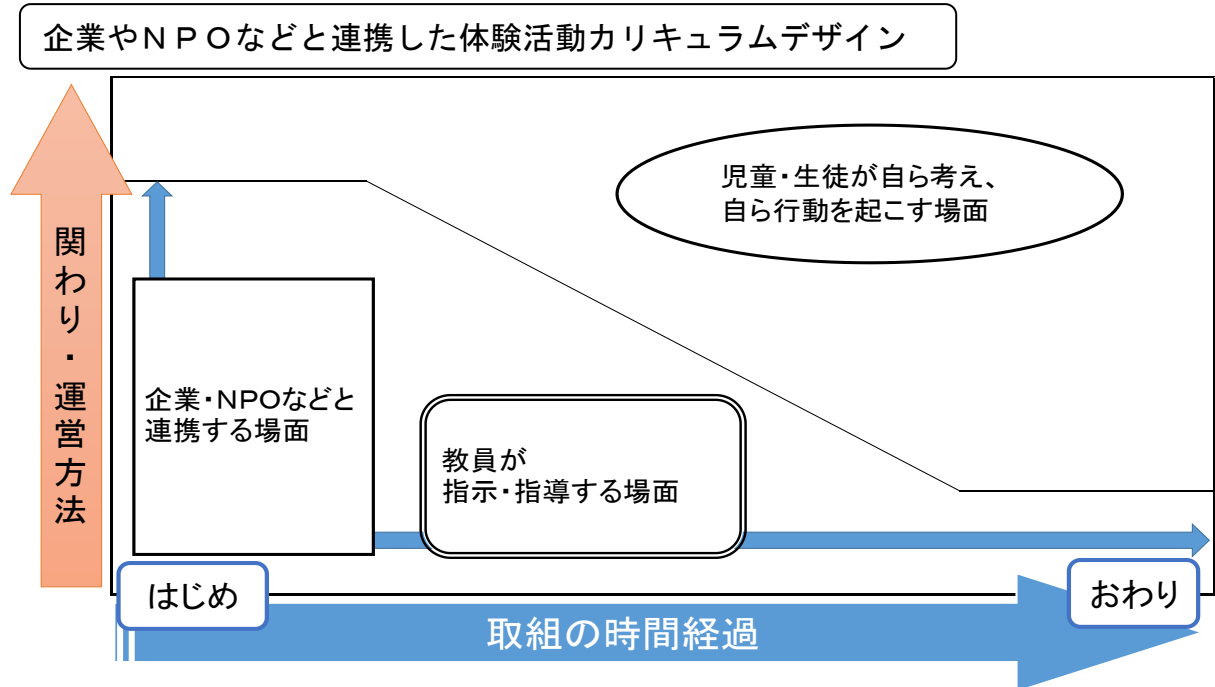 企業やＮＰＯなどと連携した体験活動カリキュラムデザイン
関わり・運営方法
児童・生徒が自ら考え、
自ら行動を起こす場面
企業・NPOなどと
連携する場面
教員が
指示・指導する場面
はじめ
おわり
取組の時間経過